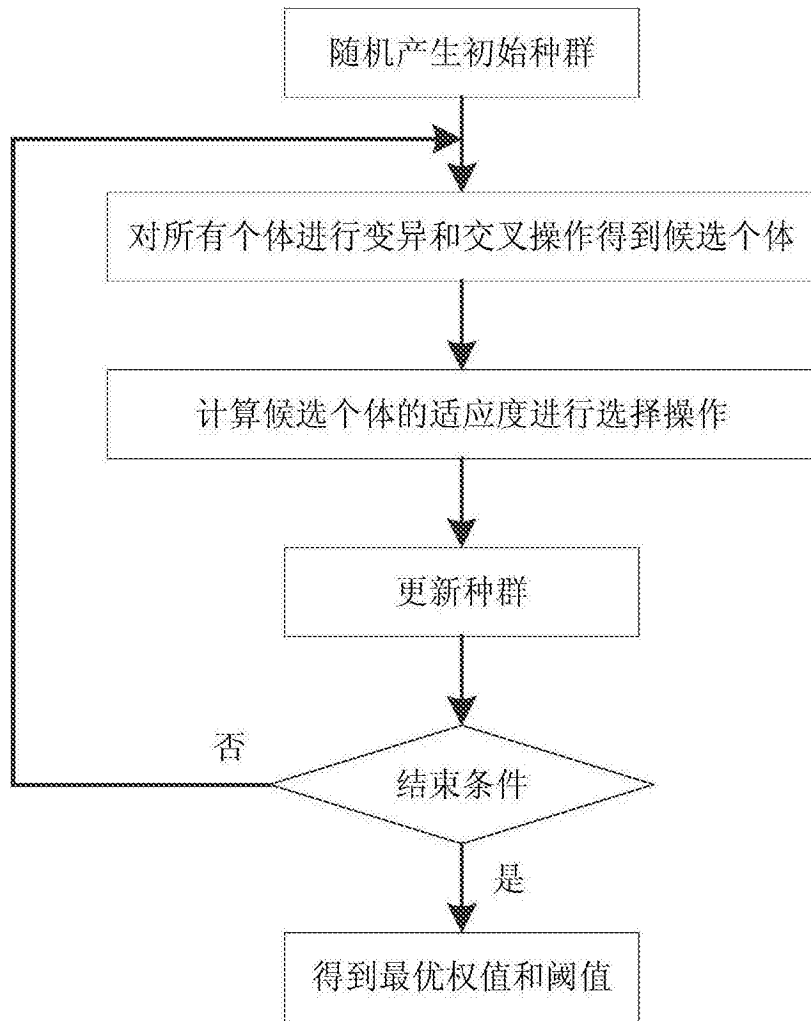 随机产生初始种群
对所有个体进行变异和交叉操作得到候选个体
计算候选个体的适应度进行选择操作
更新种群
否
结束条件
是
得到最优权值和阈值